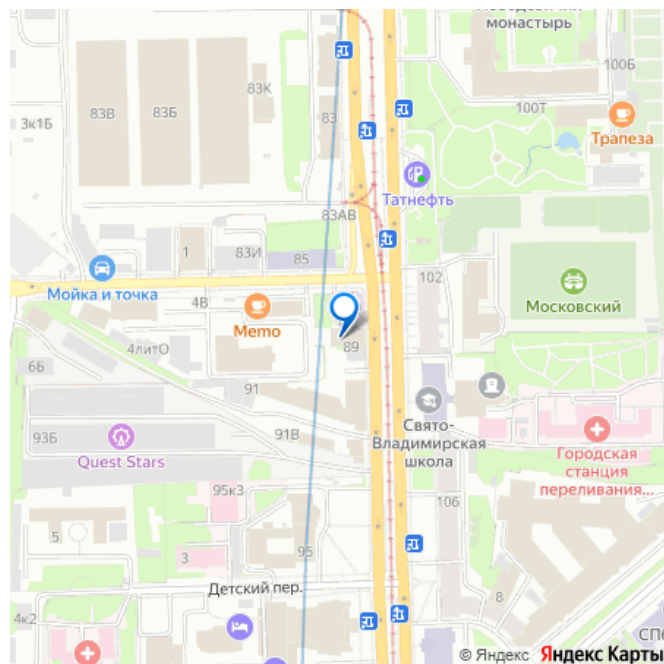 монастырь
100Б
83К
83В
83Б
100Т
83
3к1Б
Трапеза
Татнефть
83АВ
1
83И
85
102
Мойка и точка
4В
Memo
Московский
4литО
89
6Б
91
91В
Свято-
Владимирская
школа
93Б
Quest Stars
Городская
станция
переливания...
95к3
106
5
95
3
Детский пер.
8
4к2
СПб
© Яндекс Яндекс Карты